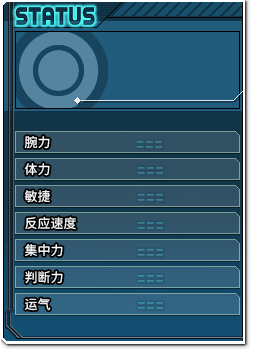 STATUS
腕力 ===
体力 ===
敏捷 ===
反应速度 ===
集中力 ===
判断力 ===
运气 ===